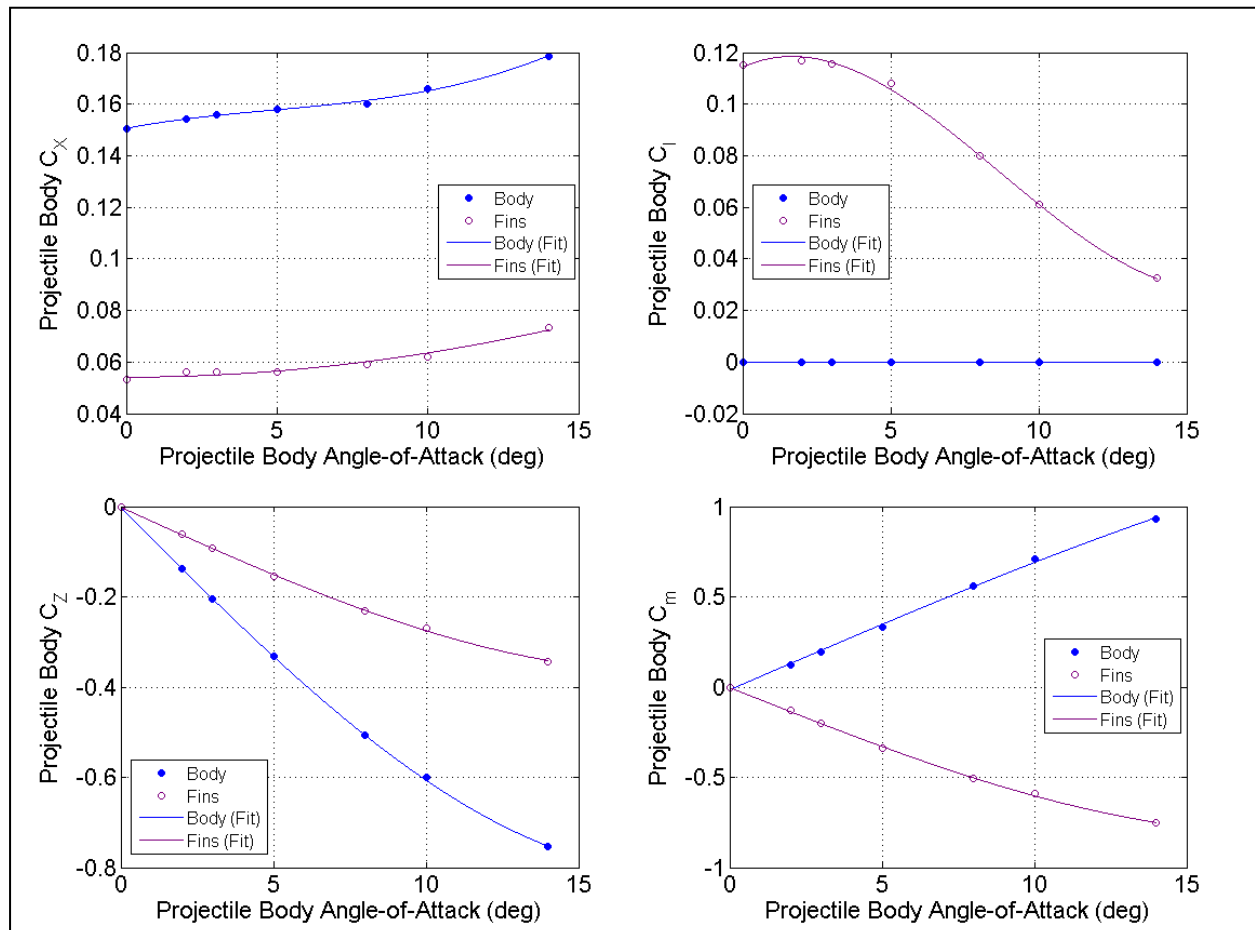 0.18
0.16
0.14
0.12
0.1
0.08
0.06
0.04
Projectile Body C_X
Body
Fins
Body (Fit)
Fins (Fit)
0 5 10 15
Projectile Body Angle-of-Attack (deg)
0.12
0.1
0.08
0.06
0.04
0.02
0
-0.02
Projectile Body C_l
Body
Fins
Body (Fit)
Fins (Fit)
0 5 10 15
Projectile Body Angle-of-Attack (deg)
0
-0.2
-0.4
-0.6
-0.8
Projectile Body C_Z
Body
Fins
Body (Fit)
Fins (Fit)
0 5 10 15
Projectile Body Angle-of-Attack (deg)
1
0.5
0
-0.5
-1
Projectile Body C_m
Body
Fins
Body (Fit)
Fins (Fit)
0 5 10 15
Projectile Body Angle-of-Attack (deg)